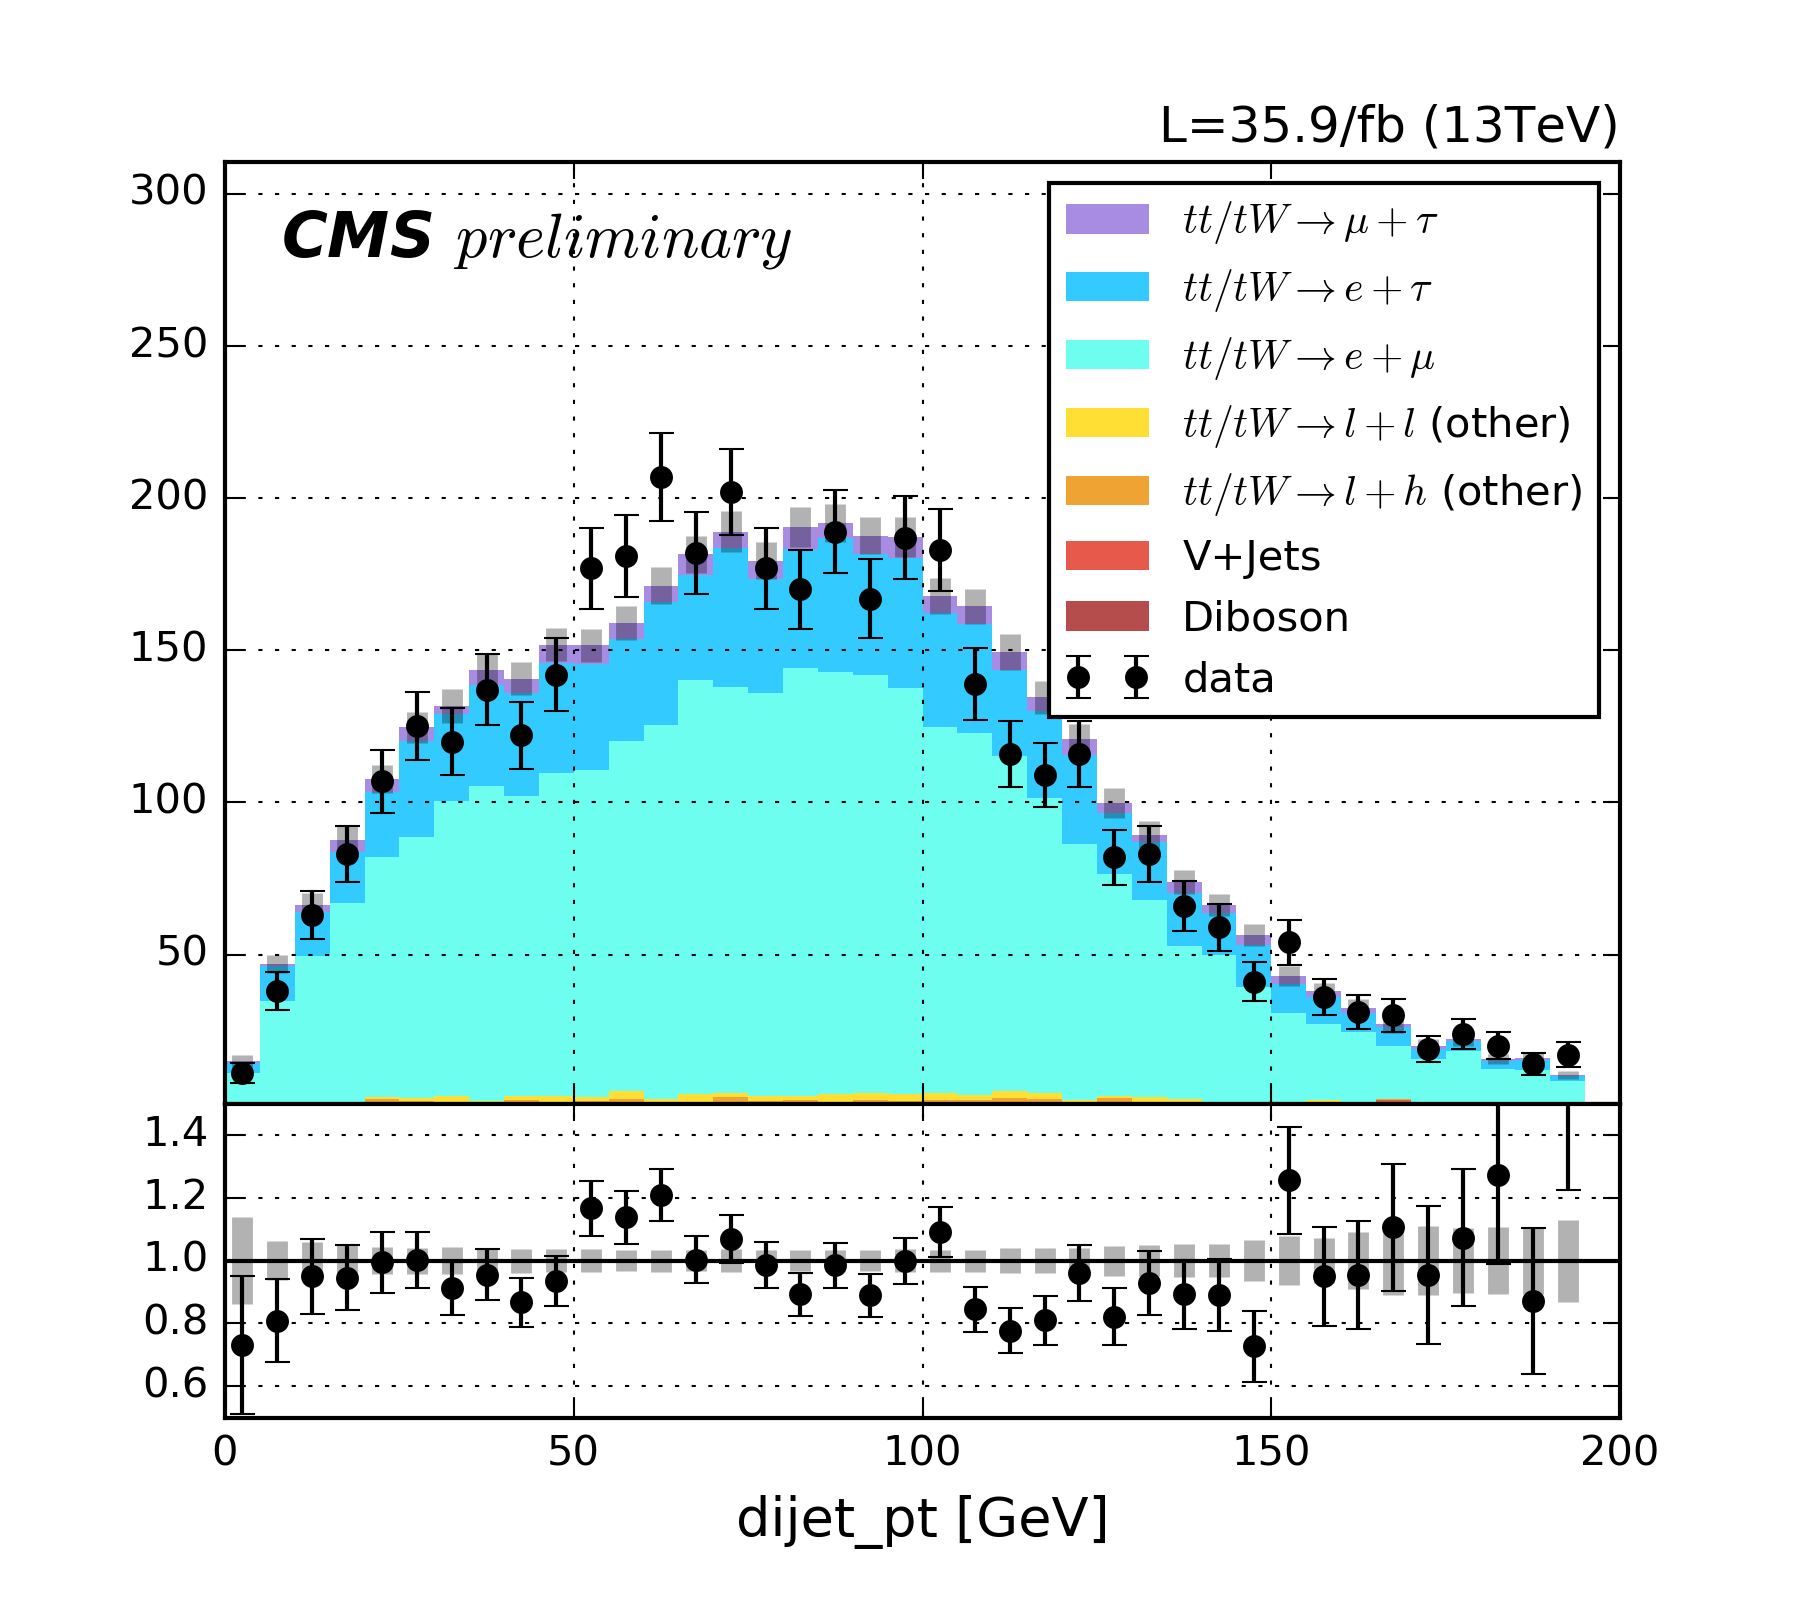 L=35.9/fb (13TeV)
CMS preliminary
300
250
200
150
100
50
tt/tW→μ+τ
tt/tW→e+τ
tt/tW→e+μ
tt/tW→l+l (other)
tt/tW→l+h (other)
V+Jets
Diboson
data
1.4
1.2
1.0
0.8
0.6
0 50 100 150 200
dijet_pt [GeV]